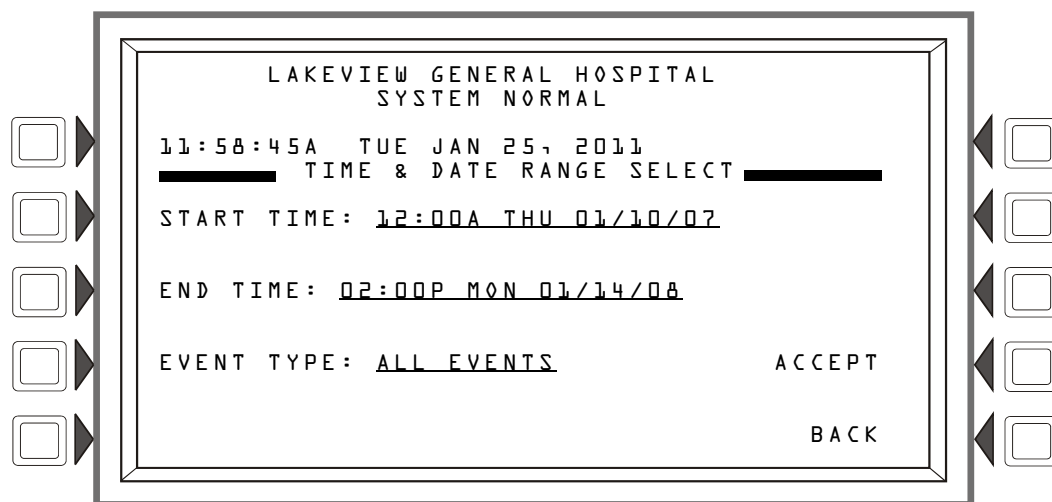 LAKEVIEW GENERAL HOSPITAL
SYSTEM NORMAL
11:58:45A TUE JAN 25, 2011
TIME & DATE RANGE SELECT
START TIME: 12:00A THU 01/10/07
END TIME: 02:00P MON 01/14/08
EVENT TYPE: ALL EVENTS ACCEPT
BACK